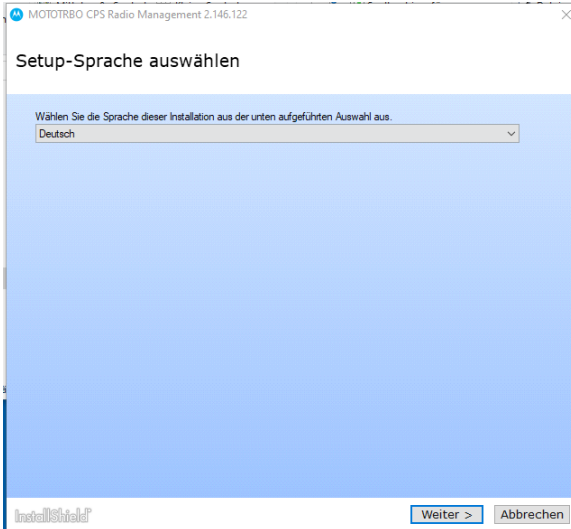 MOTOTRBO CPS Radio Management 2.146.122
Setup-Sprache auswählen
Wählen Sie die Sprache dieser Installation aus der unten aufgeführten Auswahl aus.
Deutsch
InstallShield
Weiter >
Abbrechen